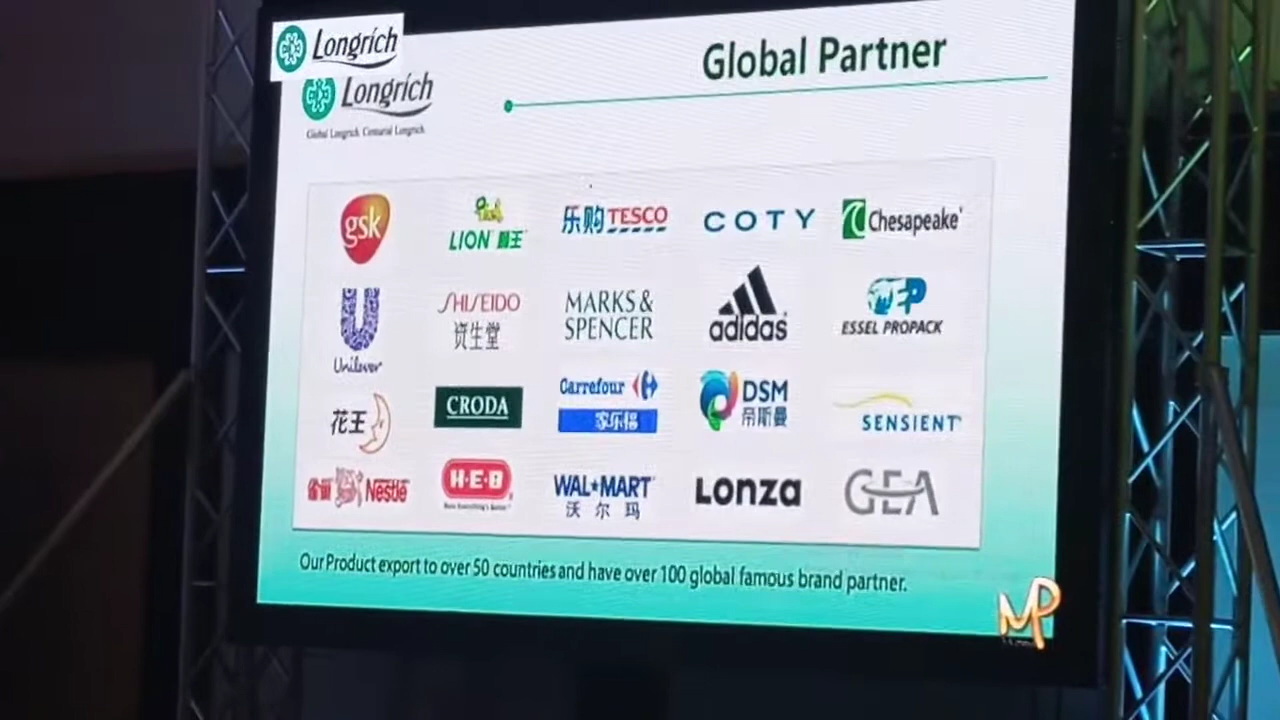 Longrich
Longrich
Global Longrich Centurial Longrich
Global Partner
gsk
LION 狮王
乐购 TESCO
COTY
Chesapeake
Unilever
SHISEIDO
资生堂
MARKS &
SPENCER
adidas
EP
ESSEL PROPACK
花王
CRODA
Carrefour
家乐福
DSM
帝斯曼
SENSIENT
Nestlé
H·E·B
WAL★MART
沃尔玛
Lonza
GEA
Our Product export to over 50 countries and have over 100 global famous brand partner.
MP